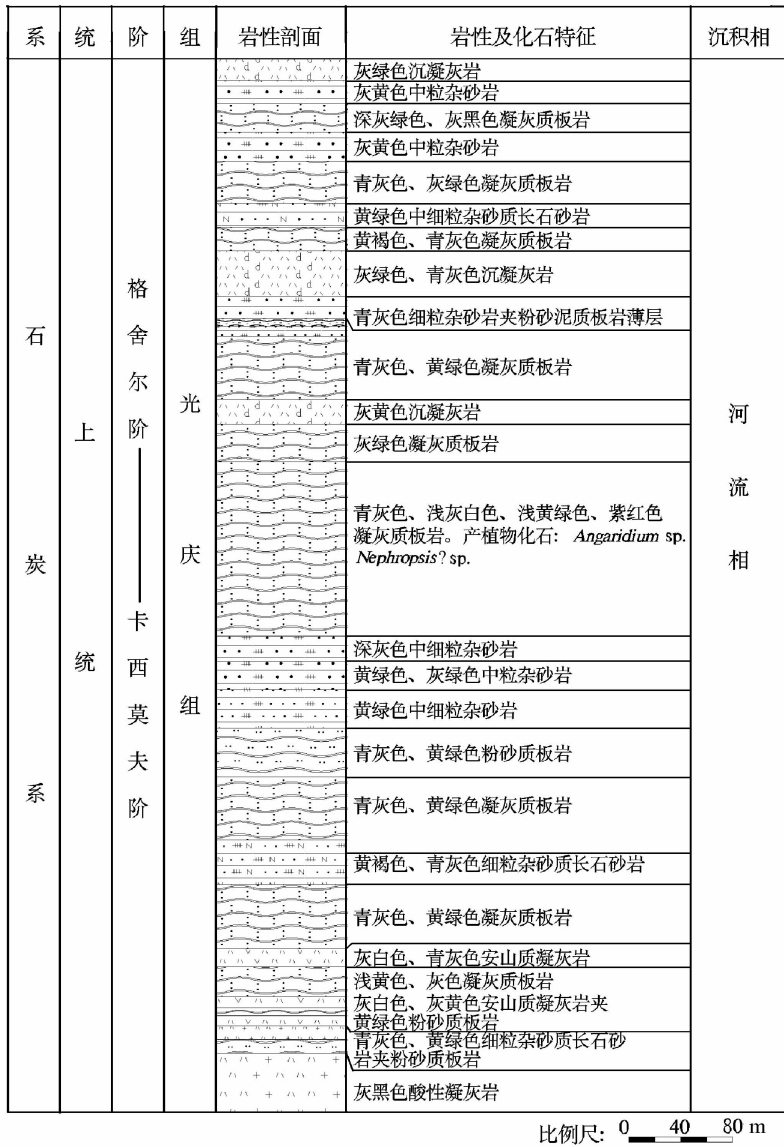 系 统 阶 组 岩性剖面 岩性及化石特征 沉积相
石炭系
上统
格舍尔阶——卡西莫夫阶
光庆组
灰绿色沉凝灰岩
灰黄色中粒杂砂岩
深灰绿色、灰黑色凝灰质板岩
灰黄色中粒杂砂岩
青灰色、灰绿色凝灰质板岩
黄绿色中细粒杂砂质长石砂岩
黄褐色、青灰色凝灰质板岩
灰绿色、青灰色沉凝灰岩
青灰色细粒杂砂岩夹粉砂泥质板岩薄层
青灰色、黄绿色凝灰质板岩
灰黄色沉凝灰岩
灰绿色凝灰质板岩
青灰色、浅灰白色、浅黄绿色、紫红色
凝灰质板岩。产植物化石：Angaridium sp.
Nephropsis? sp.
深灰色中细粒杂砂岩
黄绿色、灰绿色中粒杂砂岩
黄绿色中细粒杂砂岩
青灰色、黄绿色粉砂质板岩
青灰色、黄绿色凝灰质板岩
黄褐色、青灰色细粒杂砂质长石砂岩
青灰色、黄绿色凝灰质板岩
灰白色、青灰色安山质凝灰岩
浅黄色、灰色凝灰质板岩
灰白色、灰黄色安山质凝灰岩夹
黄绿色粉砂质板岩
青灰色、黄绿色细粒杂砂质长石砂
岩夹粉砂质板岩
灰黑色酸性凝灰岩
河流相
比例尺： 0 40 80 m